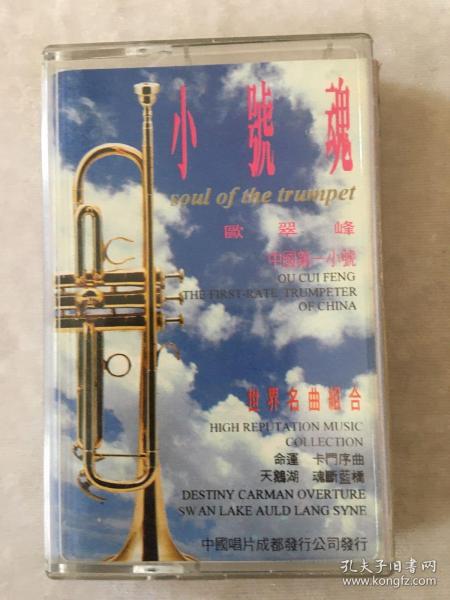 小號魂
soul of the trumpet
歐翠峰
中國第一小號
OU CUI FENG
THE FIRST-RATE TRUMPETER
OF CHINA
世界名曲組合
HIGH REPUTATION MUSIC
COLLECTION
命運 卡門序曲
天鵝湖 魂斷藍橋
DESTINY CARMAN OVERTURE
SWAN LAKE AULD LANG SYNE
中國唱片成都發行公司發行
孔夫子旧书网
www.kongfz.com